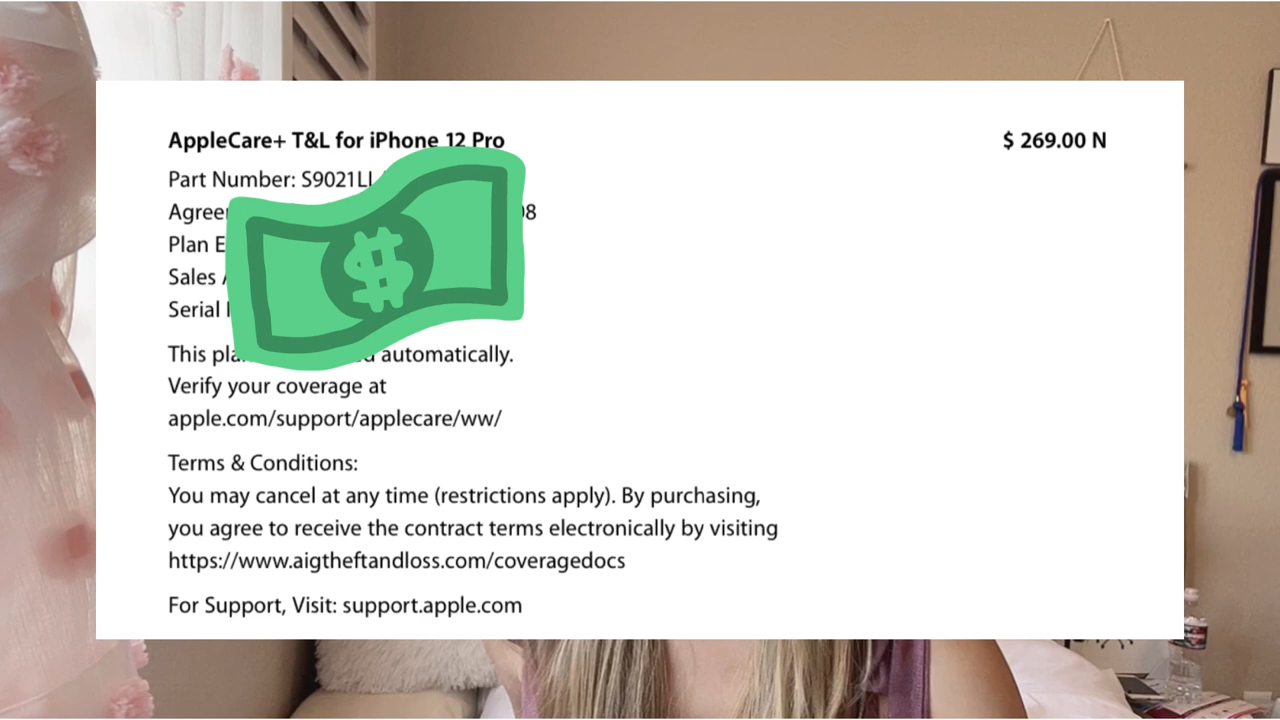 AppleCare+ T&L for iPhone 12 Pro $ 269.00 N
Part Number: S9021LL
Plan
Sales
Serial
This automatically.
Verify your coverage at
apple.com/support/applecare/ww/
Terms & Conditions:
You may cancel at any time (restrictions apply). By purchasing,
you agree to receive the contract terms electronically by visiting
https://www.aigtheftandloss.com/coveragedocs
For Support, Visit: support.apple.com